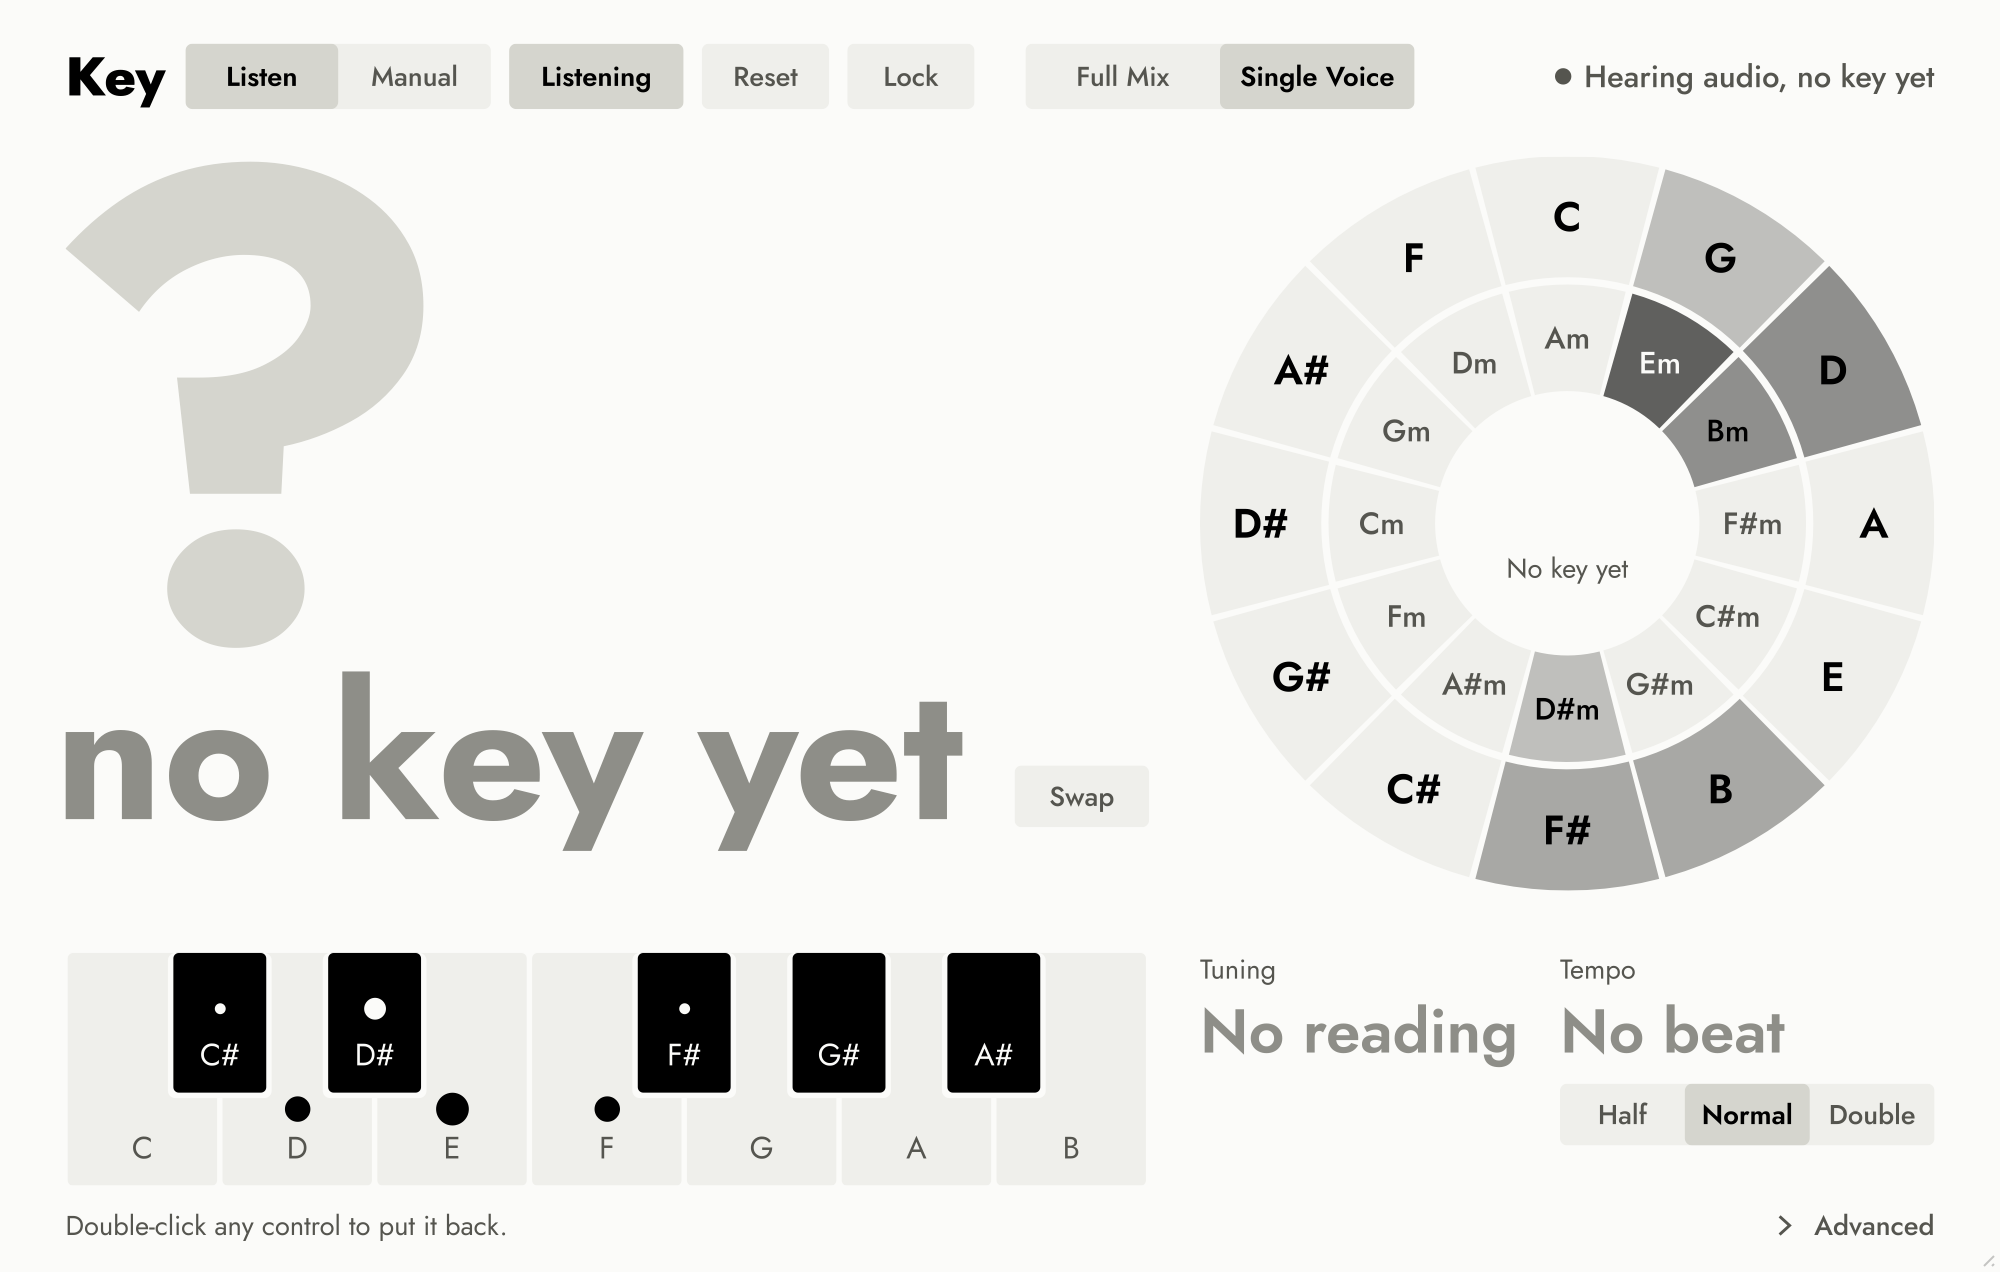 Key Listen Manual Listening Reset Lock Full Mix Single Voice Hearing audio, no key yet
?
no key yet
Swap
C
G
D
A
E
B
F#
C#
G#
D#
A#
F
Am
Em
Bm
F#m
C#m
G#m
D#m
A#m
Fm
Cm
Gm
Dm
No key yet
C# D# F# G# A#
C D E F G A B
Tuning
No reading
Tempo
No beat
Half Normal Double
Double-click any control to put it back.
> Advanced